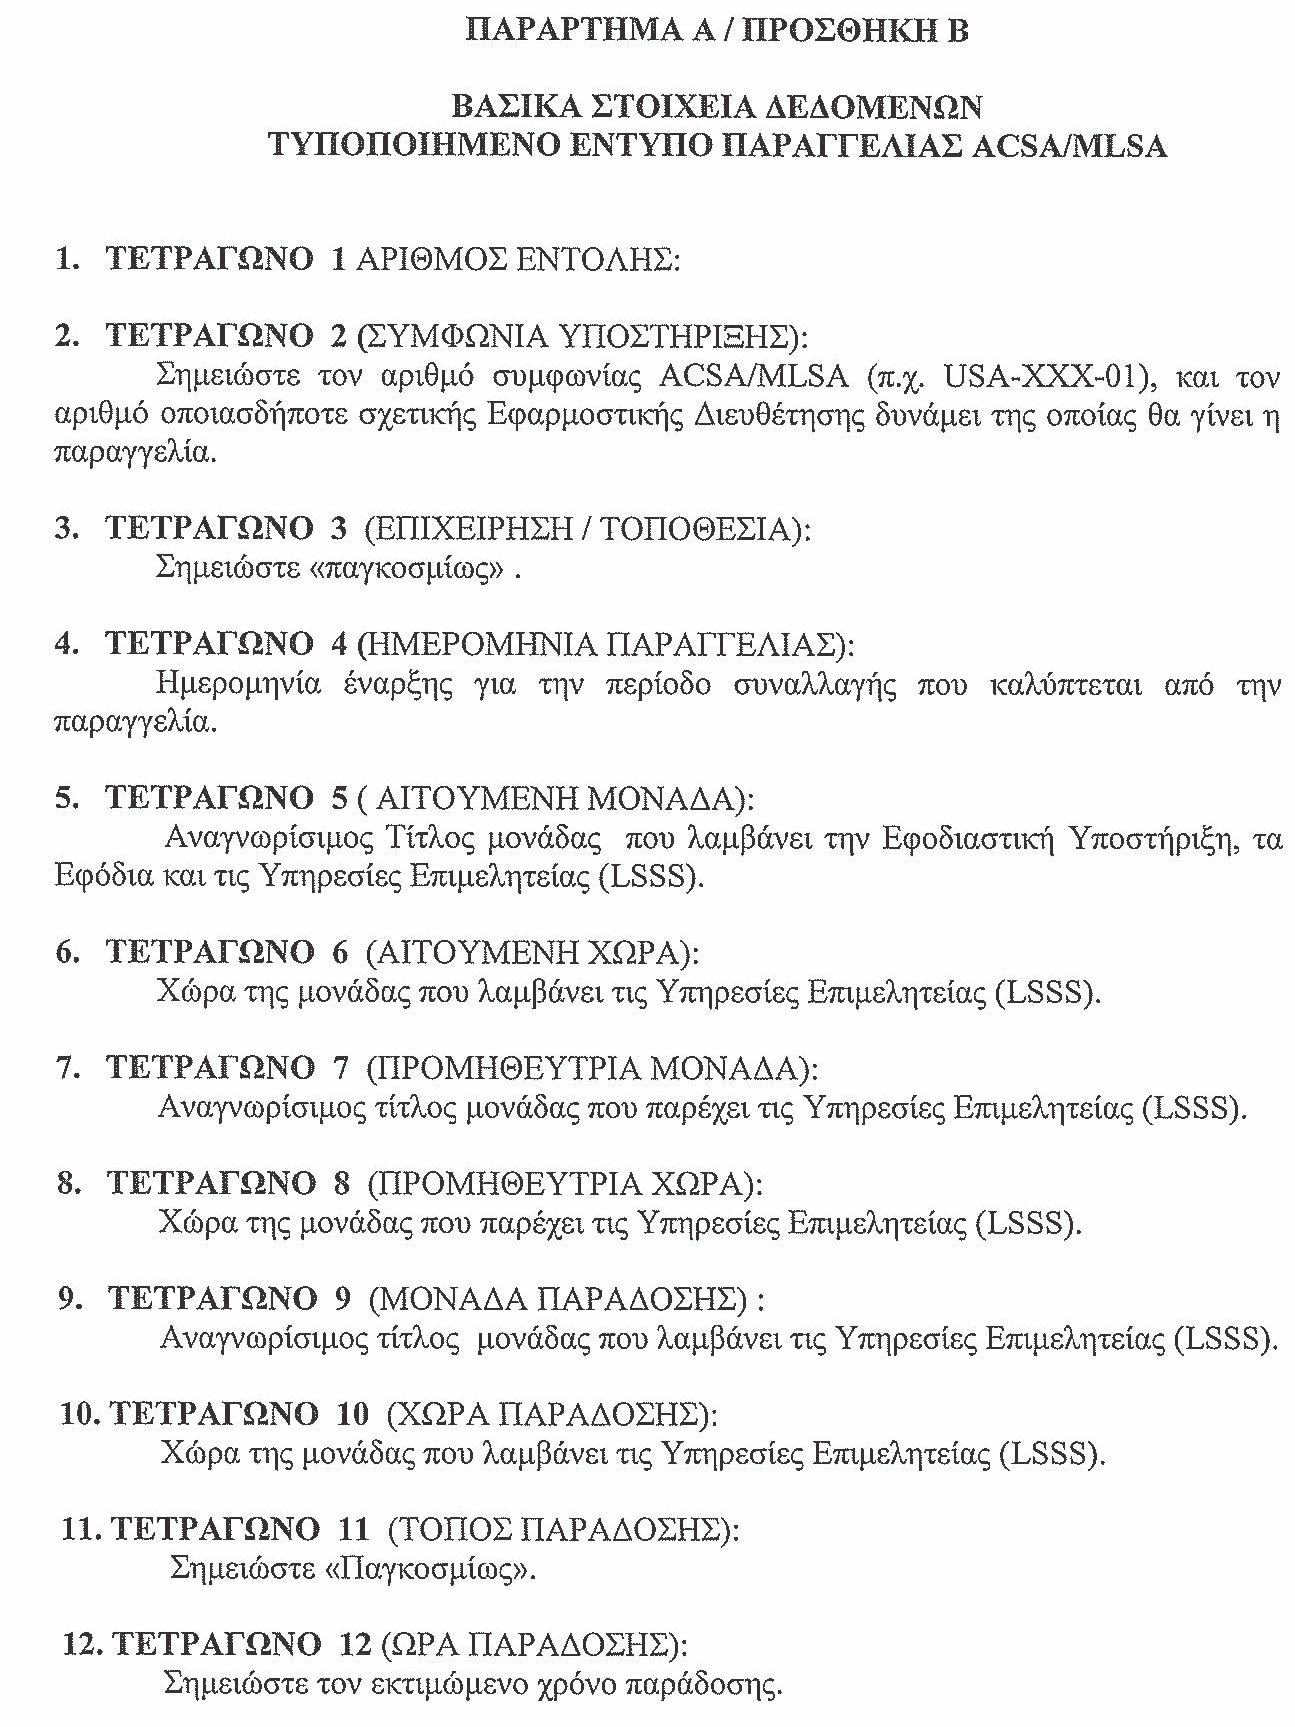 ΠΑΡΑΡΤΗΜΑ Α / ΠΡΟΣΘΗΚΗ Β
ΒΑΣΙΚΑ ΣΤΟΙΧΕΙΑ ΔΕΔΟΜΕΝΩΝ
ΤΥΠΟΠΟΙΗΜΕΝΟ ΕΝΤΥΠΟ ΠΑΡΑΓΓΕΛΙΑΣ ACSA/MLSA
1. ΤΕΤΡΑΓΩΝΟ 1 ΑΡΙΘΜΟΣ ΕΝΤΟΛΗΣ:
2. ΤΕΤΡΑΓΩΝΟ 2 (ΣΥΜΦΩΝΙΑ ΥΠΟΣΤΗΡΙΞΗΣ):
Σημειώστε τον αριθμό συμφωνίας ACSA/MLSA (π.χ. USA-XXX-01), και τον
αριθμό οποιασδήποτε σχετικής Εφαρμοστικής Διευθέτησης δυνάμει της οποίας θα γίνει η
παραγγελία.
3. ΤΕΤΡΑΓΩΝΟ 3 (ΕΠΙΧΕΙΡΗΣΗ / ΤΟΠΟΘΕΣΙΑ):
Σημειώστε «παγκοσμίως» .
4. ΤΕΤΡΑΓΩΝΟ 4 (ΗΜΕΡΟΜΗΝΙΑ ΠΑΡΑΓΓΕΛΙΑΣ):
Ημερομηνία έναρξης για την περίοδο συναλλαγής που καλύπτεται από την
παραγγελία.
5. ΤΕΤΡΑΓΩΝΟ 5 ( ΑΙΤΟΥΜΕΝΗ ΜΟΝΑΔΑ):
Αναγνωρίσιμος Τίτλος μονάδας που λαμβάνει την Εφοδιαστική Υποστήριξη, τα
Εφόδια και τις Υπηρεσίες Επιμελητείας (LSSS).
6. ΤΕΤΡΑΓΩΝΟ 6 (ΑΙΤΟΥΜΕΝΗ ΧΩΡΑ):
Χώρα της μονάδας που λαμβάνει τις Υπηρεσίες Επιμελητείας (LSSS).
7. ΤΕΤΡΑΓΩΝΟ 7 (ΠΡΟΜΗΘΕΥΤΡΙΑ ΜΟΝΑΔΑ):
Αναγνωρίσιμος τίτλος μονάδας που παρέχει τις Υπηρεσίες Επιμελητείας (LSSS).
8. ΤΕΤΡΑΓΩΝΟ 8 (ΠΡΟΜΗΘΕΥΤΡΙΑ ΧΩΡΑ):
Χώρα της μονάδας που παρέχει τις Υπηρεσίες Επιμελητείας (LSSS).
9. ΤΕΤΡΑΓΩΝΟ 9 (ΜΟΝΑΔΑ ΠΑΡΑΔΟΣΗΣ) :
Αναγνωρίσιμος τίτλος μονάδας που λαμβάνει τις Υπηρεσίες Επιμελητείας (LSSS).
10. ΤΕΤΡΑΓΩΝΟ 10 (ΧΩΡΑ ΠΑΡΑΔΟΣΗΣ):
Χώρα της μονάδας που λαμβάνει τις Υπηρεσίες Επιμελητείας (LSSS).
11. ΤΕΤΡΑΓΩΝΟ 11 (ΤΟΠΟΣ ΠΑΡΑΔΟΣΗΣ):
Σημειώστε «Παγκοσμίως».
12. ΤΕΤΡΑΓΩΝΟ 12 (ΩΡΑ ΠΑΡΑΔΟΣΗΣ):
Σημειώστε τον εκτιμώμενο χρόνο παράδοσης.